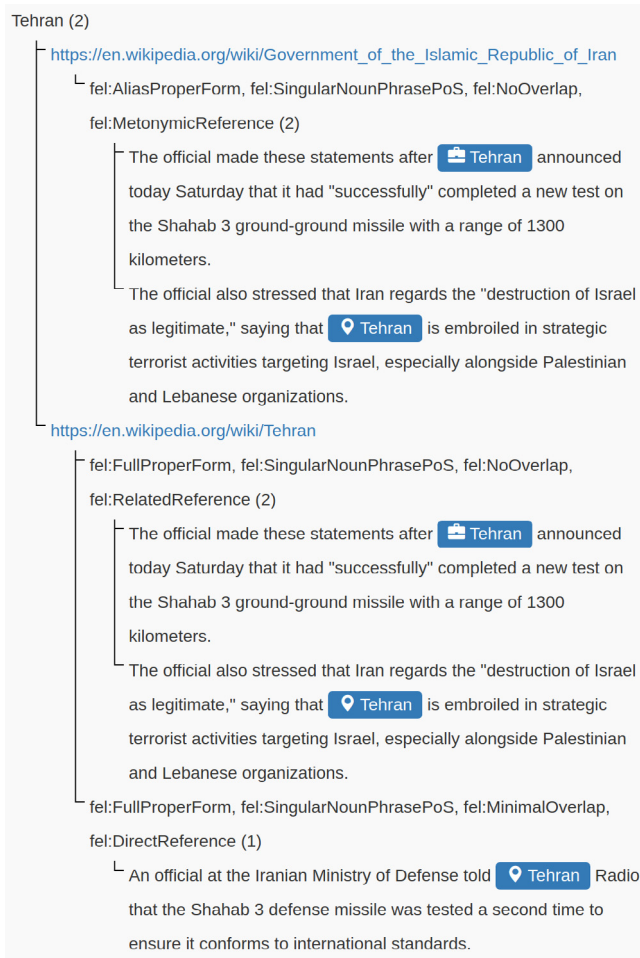 Tehran (2)
https://en.wikipedia.org/wiki/Government_of_the_Islamic_Republic_of_Iran
fel:AliasProperForm, fel:SingularNounPhrasePoS, fel:NoOverlap,
fel:MetonymicReference (2)
The official made these statements after Tehran announced
today Saturday that it had "successfully" completed a new test on
the Shahab 3 ground-ground missile with a range of 1300
kilometers.
The official also stressed that Iran regards the "destruction of Israel
as legitimate," saying that Tehran is embroiled in strategic
terrorist activities targeting Israel, especially alongside Palestinian
and Lebanese organizations.
https://en.wikipedia.org/wiki/Tehran
fel:FullProperForm, fel:SingularNounPhrasePoS, fel:NoOverlap,
fel:RelatedReference (2)
The official made these statements after Tehran announced
today Saturday that it had "successfully" completed a new test on
the Shahab 3 ground-ground missile with a range of 1300
kilometers.
The official also stressed that Iran regards the "destruction of Israel
as legitimate," saying that Tehran is embroiled in strategic
terrorist activities targeting Israel, especially alongside Palestinian
and Lebanese organizations.
fel:FullProperForm, fel:SingularNounPhrasePoS, fel:MinimalOverlap,
fel:DirectReference (1)
An official at the Iranian Ministry of Defense told Tehran Radio
that the Shahab 3 defense missile was tested a second time to
ensure it conforms to international standards.